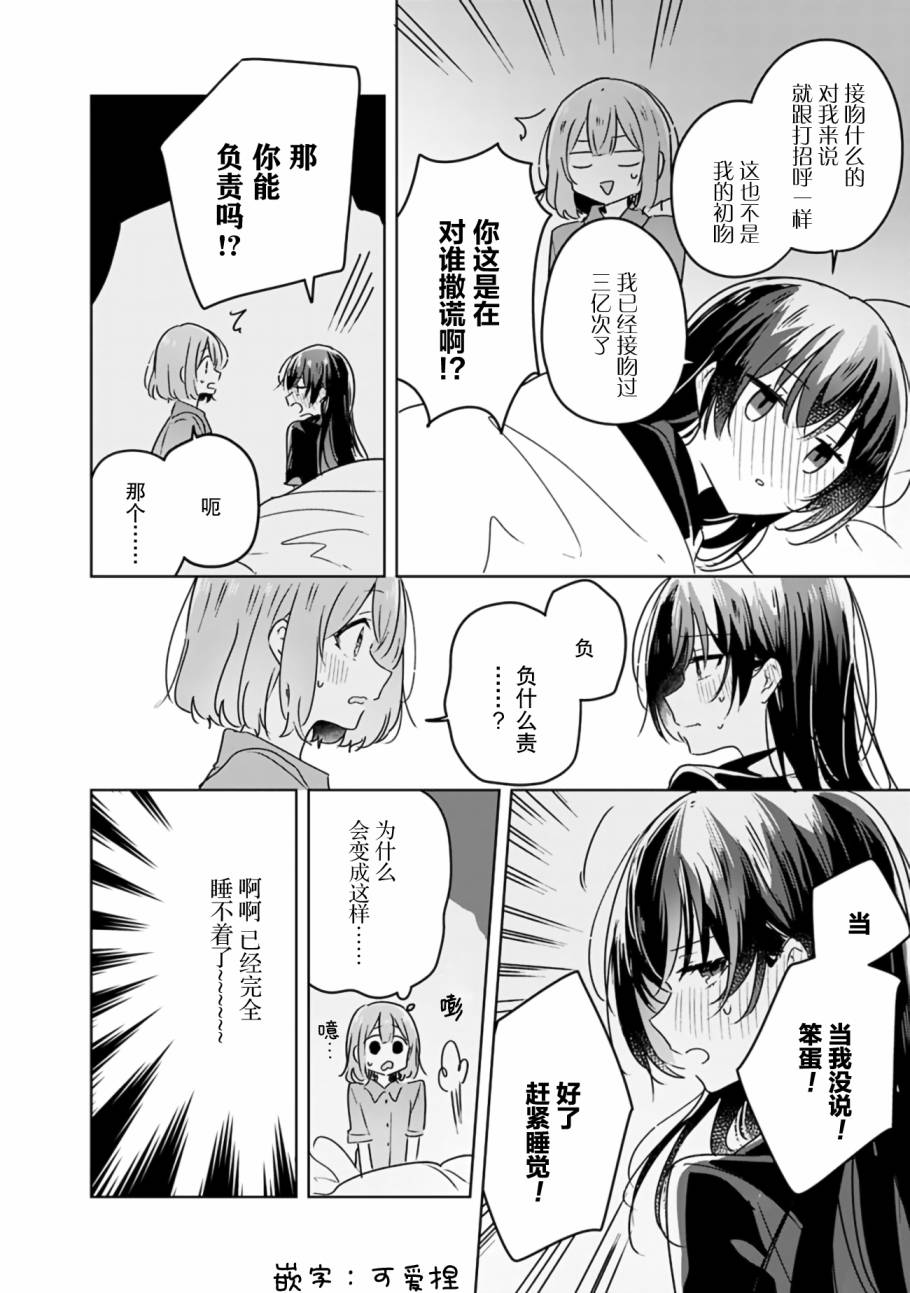 接吻什么的
对我来说
就跟打招呼一样
这也不是
我的初吻
我已经接吻过
三亿次了
你这是在
对谁撒谎啊!?
那
你能
负责吗!?
呃
那个……
负
负什么责
……?
当
当我没说!
笨蛋!
好了
赶紧睡觉!
为什么
会变成这样……
嘭
噫…
啊啊 已经完全
睡不着了~~~~~~
嵌字：可爱捏